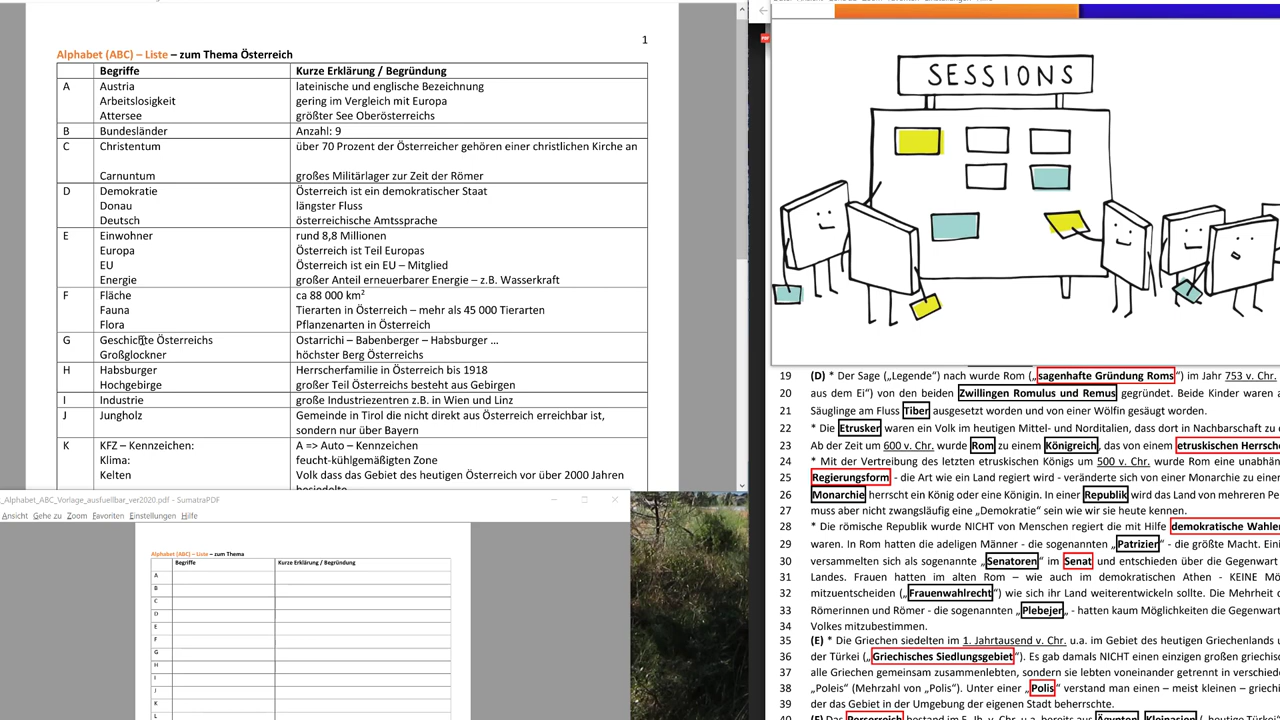 1
Alphabet (ABC) – Liste – zum Thema Österreich
Begriffe Kurze Erklärung / Begründung
A Austria lateinische und englische Bezeichnung
Arbeitslosigkeit gering im Vergleich mit Europa
Attersee größter See Oberösterreichs
B Bundesländer Anzahl: 9
C Christentum über 70 Prozent der Österreicher gehören einer christlichen Kirche an
Carnuntum großes Militärlager zur Zeit der Römer
D Demokratie Österreich ist ein demokratischer Staat
Donau längster Fluss
Deutsch österreichische Amtssprache
E Einwohner rund 8,8 Millionen
Europa Österreich ist Teil Europas
EU Österreich ist ein EU – Mitglied
Energie großer Anteil erneuerbarer Energie – z.B. Wasserkraft
F Fläche ca 88 000 km²
Fauna Tierarten in Österreich – mehr als 45 000 Tierarten
Flora Pflanzenarten in Österreich
G Geschichte Österreichs Ostarrichi – Babenberger – Habsburger ...
Großglockner höchster Berg Österreichs
H Habsburger Herrscherfamilie in Österreich bis 1918
Hochgebirge großer Teil Österreichs besteht aus Gebirgen
I Industrie große Industriezentren z.B. in Wien und Linz
J Jungholz Gemeinde in Tirol die nicht direkt aus Österreich erreichbar ist,
sondern nur über Bayern
K KFZ – Kennzeichen: A => Auto – Kennzeichen
Klima: feucht-kühlgemäßigten Zone
Kelten Volk dass das Gebiet des heutigen Österreich vor über 2000 Jahren
_Alphabet_ABC_Vorlage_ausfuellbar_ver2020.pdf - SumatraPDF
Ansicht Gehe zu Zoom Favoriten Einstellungen Hilfe
Alphabet (ABC) – Liste – zum Thema
Begriffe Kurze Erklärung / Begründung
A
B
C
D
E
F
G
H
I
J
K
L
SESSIONS
19 (D) * Der Sage („Legende“) nach wurde Rom („sagenhafte Gründung Roms“) im Jahr 753 v. Chr.
20 aus dem Ei“) von den beiden Zwillingen Romulus und Remus gegründet. Beide Kinder waren a
21 Säuglinge am Fluss Tiber ausgesetzt worden und von einer Wölfin gesäugt worden.
22 * Die Etrusker waren ein Volk im heutigen Mittel- und Norditalien, dass dort in Nachbarschaft zu d
23 Ab der Zeit um 600 v. Chr. wurde Rom zu einem Königreich, das von einem etruskischen Herrsche
24 * Mit der Vertreibung des letzten etruskischen Königs um 500 v. Chr. wurde Rom eine unabhän
25 Regierungsform - die Art wie ein Land regiert wird - veränderte sich von einer Monarchie zu einer
26 Monarchie herrscht ein König oder eine Königin. In einer Republik wird das Land von mehreren Pe
27 muss aber nicht zwangsläufig eine „Demokratie“ sein wie wir sie heute kennen.
28 * Die römische Republik wurde NICHT von Menschen regiert die mit Hilfe demokratische Wahlen
29 waren. In Rom hatten die adeligen Männer - die sogenannten „Patrizier“ - die größte Macht. Eini
30 versammelten sich als sogenannte „Senatoren“ im Senat und entschieden über die Gegenwart
31 Landes. Frauen hatten im alten Rom – wie auch im demokratischen Athen - KEINE Mö
32 mitzuentscheiden („Frauenwahlrecht“) wie sich ihr Land weiterentwickeln sollte. Die Mehrheit d
33 Römerinnen und Römer - die sogenannten „Plebejer„ - hatten kaum Möglichkeiten die Gegenwart
34 Volkes mitzubestimmen.
35 (E) * Die Griechen siedelten im 1. Jahrtausend v. Chr. u.a. im Gebiet des heutigen Griechenlands u
36 der Türkei („Griechisches Siedlungsgebiet“). Es gab damals NICHT einen einzigen großen griechisc
37 alle Griechen gemeinsam zusammenlebten, sondern sie lebten voneinander getrennt in verschiede
38 „Poleis“ (Mehrzahl von „Polis“). Unter einer „Polis“ verstand man einen – meist kleinen – griechi
39 der das Gebiet in der Umgebung der eigenen Stadt beherrschte.